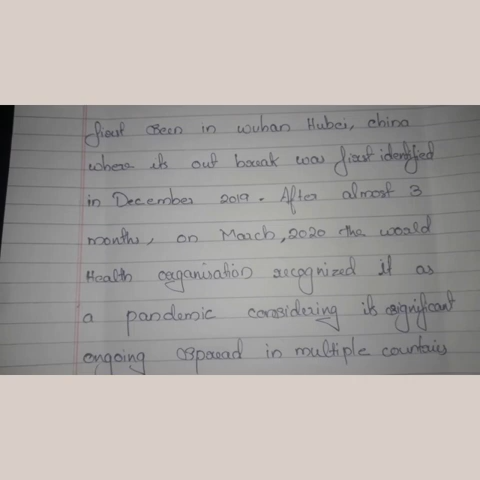 first seen in wuhan Hubei, china
where its out break was first identified
in December 2019. After almost 3
months, on March, 2020 the world
Health organisation recognized it as
a pandemic considering its significant
ongoing spread in multiple countries